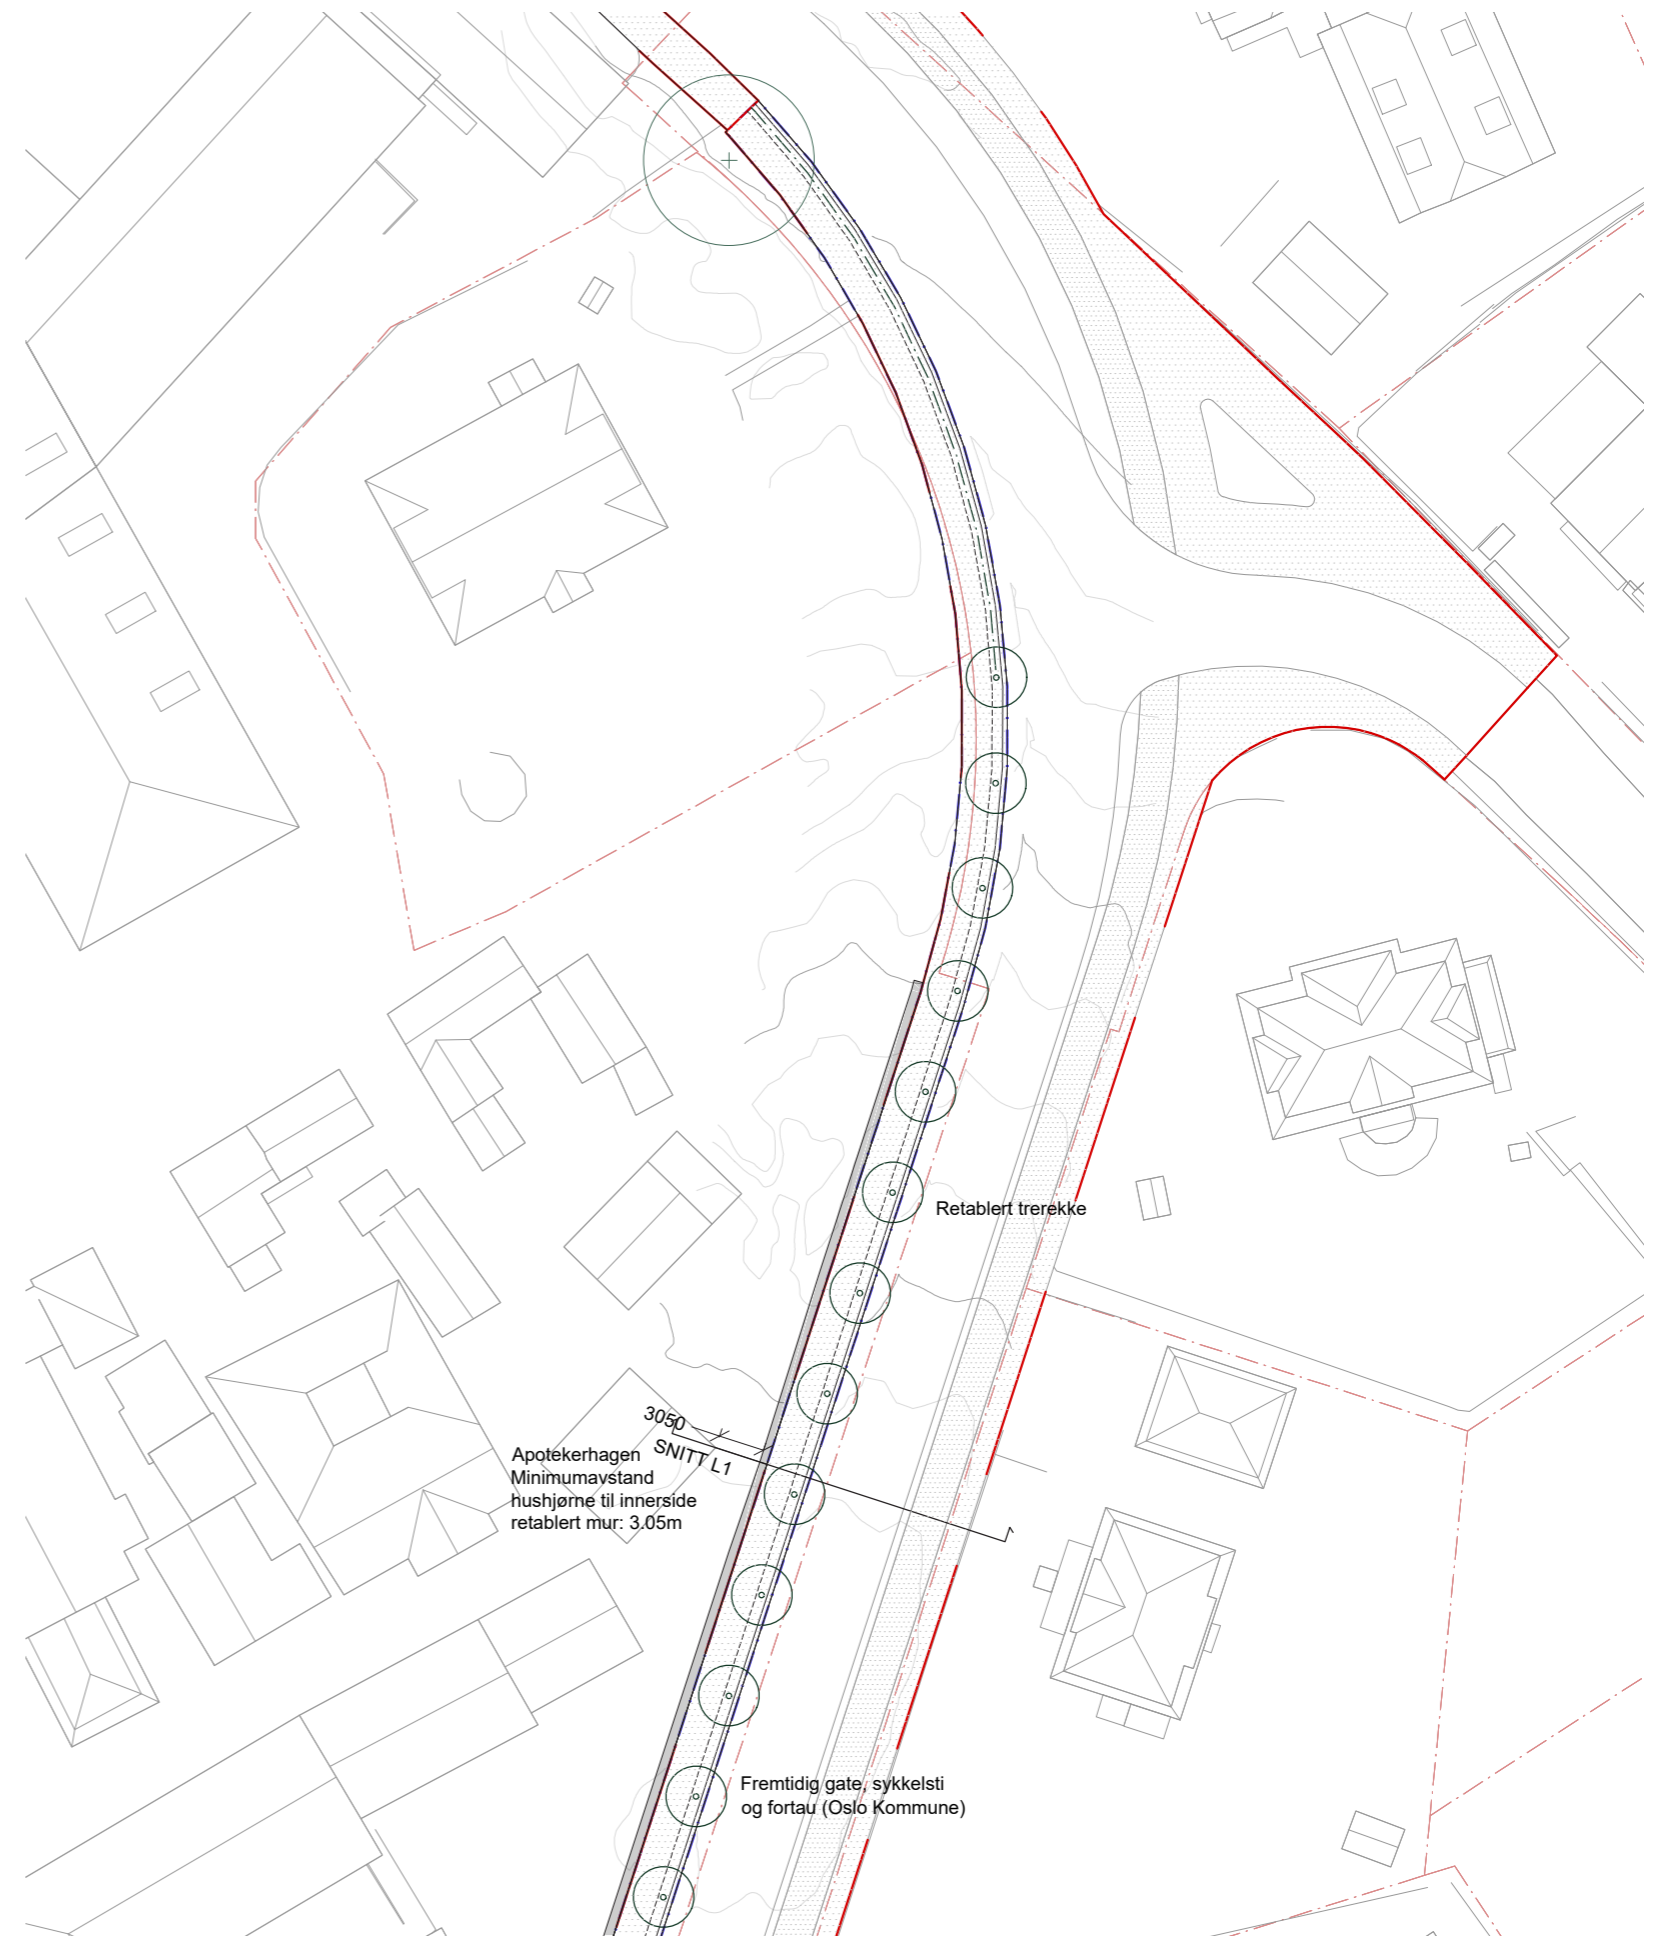 Retablert trerekke
3050
SNITT L1
Apotekerhagen
Minimumavstand
hushjørne til innerside
retablert mur: 3.05m
Fremtidig gate, sykkelsti
og fortau (Oslo Kommune)